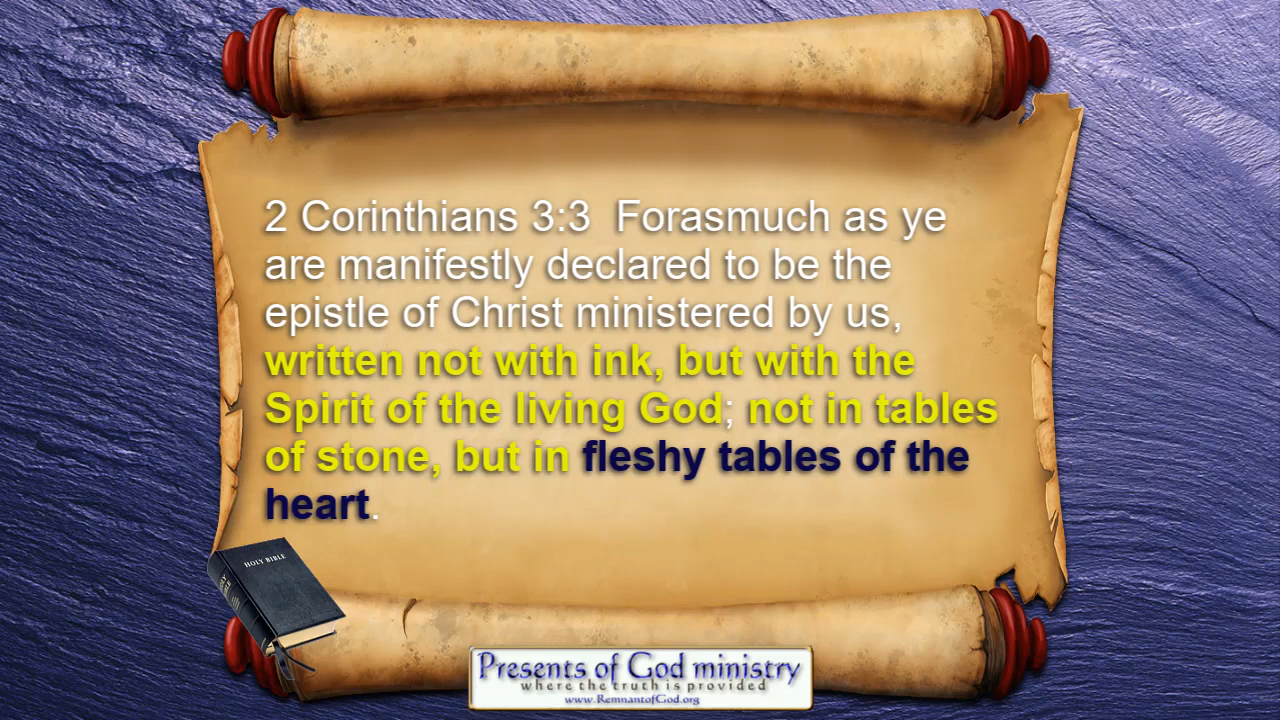 2 Corinthians 3:3  Forasmuch as ye
are manifestly declared to be the
epistle of Christ ministered by us,
written not with ink, but with the
Spirit of the living God; not in tables
of stone, but in fleshy tables of the
heart.
HOLY BIBLE
HOLY BIBLE
Presents of God ministry
where the truth is provided
www.RemnantofGod.org